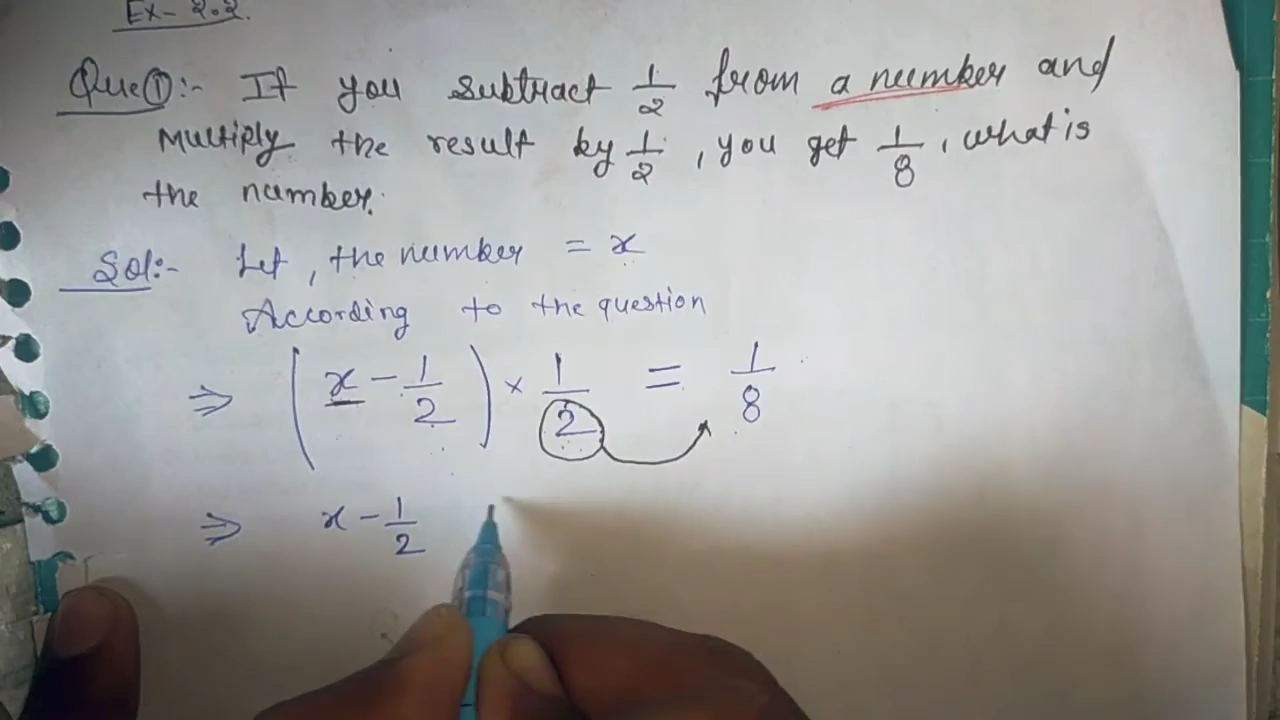 Ex- 2.2.
Que①:- If you subtract 1/2 from a number and
Multiply the result by 1/2, you get 1/8, what is
the number.
Sol:- Let, the number = x
According to the question
⇒ (x - 1/2) × 1/2 = 1/8
⇒ x - 1/2